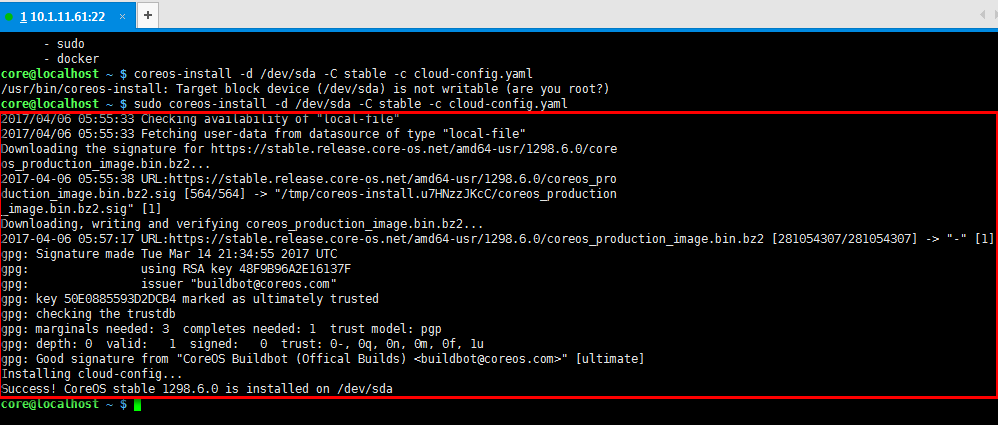 1 10.1.11.61:22 × +
- sudo
- docker
core@localhost ~ $ coreos-install -d /dev/sda -C stable -c cloud-config.yaml
/usr/bin/coreos-install: Target block device (/dev/sda) is not writable (are you root?)
core@localhost ~ $ sudo coreos-install -d /dev/sda -C stable -c cloud-config.yaml
2017/04/06 05:55:33 Checking availability of "local-file"
2017/04/06 05:55:33 Fetching user-data from datasource of type "local-file"
Downloading the signature for https://stable.release.core-os.net/amd64-usr/1298.6.0/core
os_production_image.bin.bz2...
2017-04-06 05:55:38 URL:https://stable.release.core-os.net/amd64-usr/1298.6.0/coreos_pro
duction_image.bin.bz2.sig [564/564] -> "/tmp/coreos-install.u7HNzzJKcC/coreos_production
_image.bin.bz2.sig" [1]
Downloading, writing and verifying coreos_production_image.bin.bz2...
2017-04-06 05:57:17 URL:https://stable.release.core-os.net/amd64-usr/1298.6.0/coreos_production_image.bin.bz2 [281054307/281054307] -> "-" [1]
gpg: Signature made Tue Mar 14 21:34:55 2017 UTC
gpg:                using RSA key 48F9B96A2E16137F
gpg:                issuer "buildbot@coreos.com"
gpg: key 50E0885593D2DCB4 marked as ultimately trusted
gpg: checking the trustdb
gpg: marginals needed: 3  completes needed: 1  trust model: pgp
gpg: depth: 0  valid:   1  signed:   0  trust: 0-, 0q, 0n, 0m, 0f, 1u
gpg: Good signature from "CoreOS Buildbot (Offical Builds) <buildbot@coreos.com>" [ultimate]
Installing cloud-config...
Success! CoreOS stable 1298.6.0 is installed on /dev/sda
core@localhost ~ $